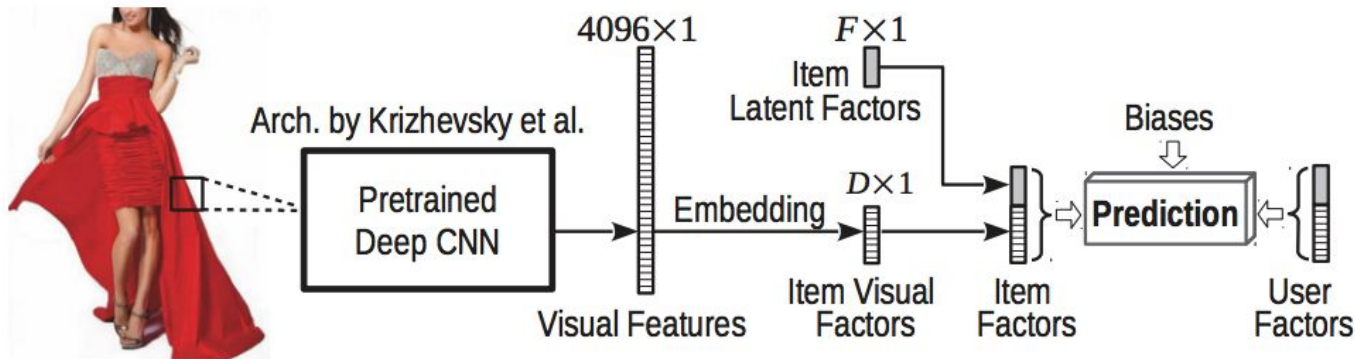 4096×1
F×1
Item
Latent Factors
Arch. by Krizhevsky et al.
Biases
Pretrained
Deep CNN
Embedding
D×1
Prediction
Visual Features
Item Visual
Factors
Item
Factors
User
Factors